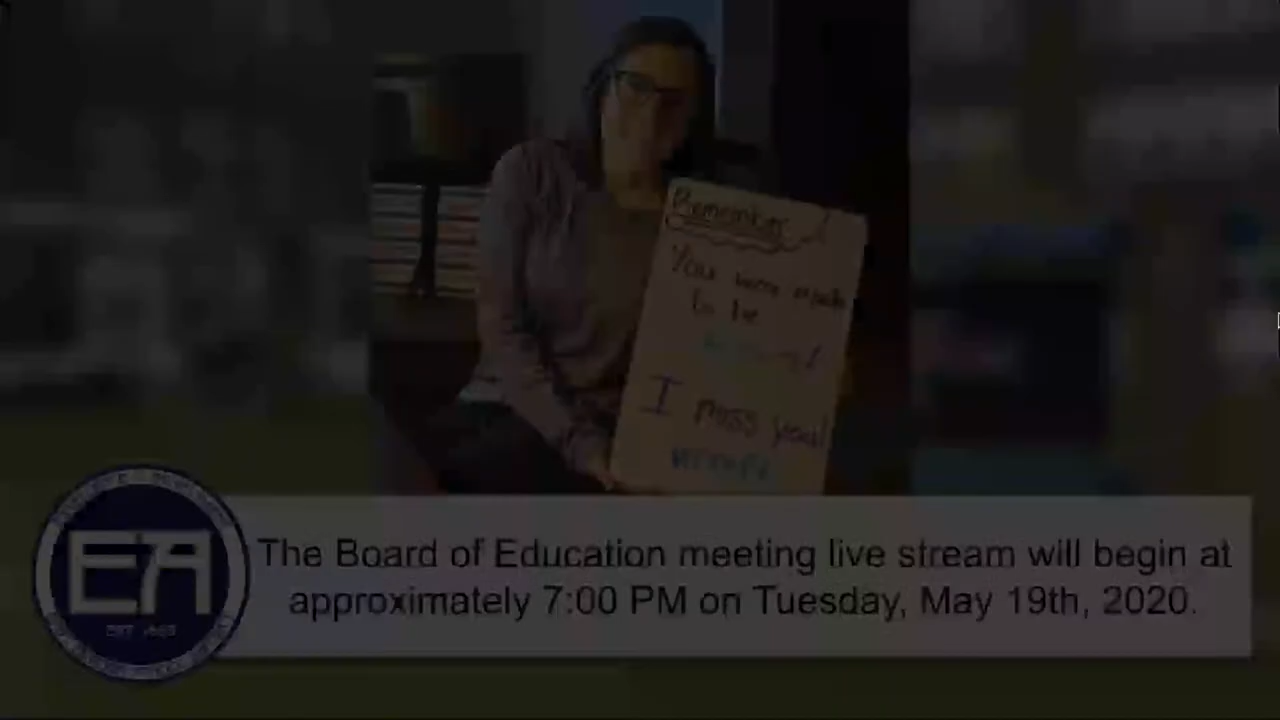 Remember
You were made
to be
I miss you!
EA
The Board of Education meeting live stream will begin at
approximately 7:00 PM on Tuesday, May 19th, 2020.